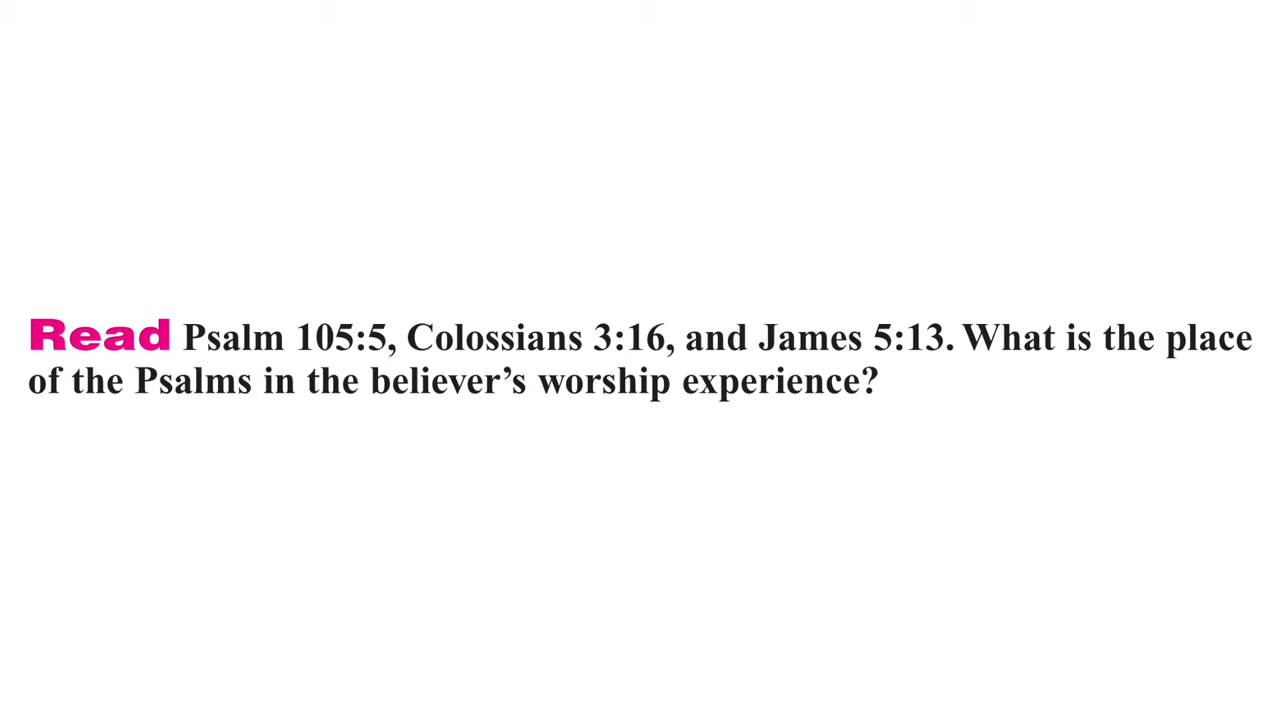 Read Psalm 105:5, Colossians 3:16, and James 5:13. What is the place
of the Psalms in the believer’s worship experience?